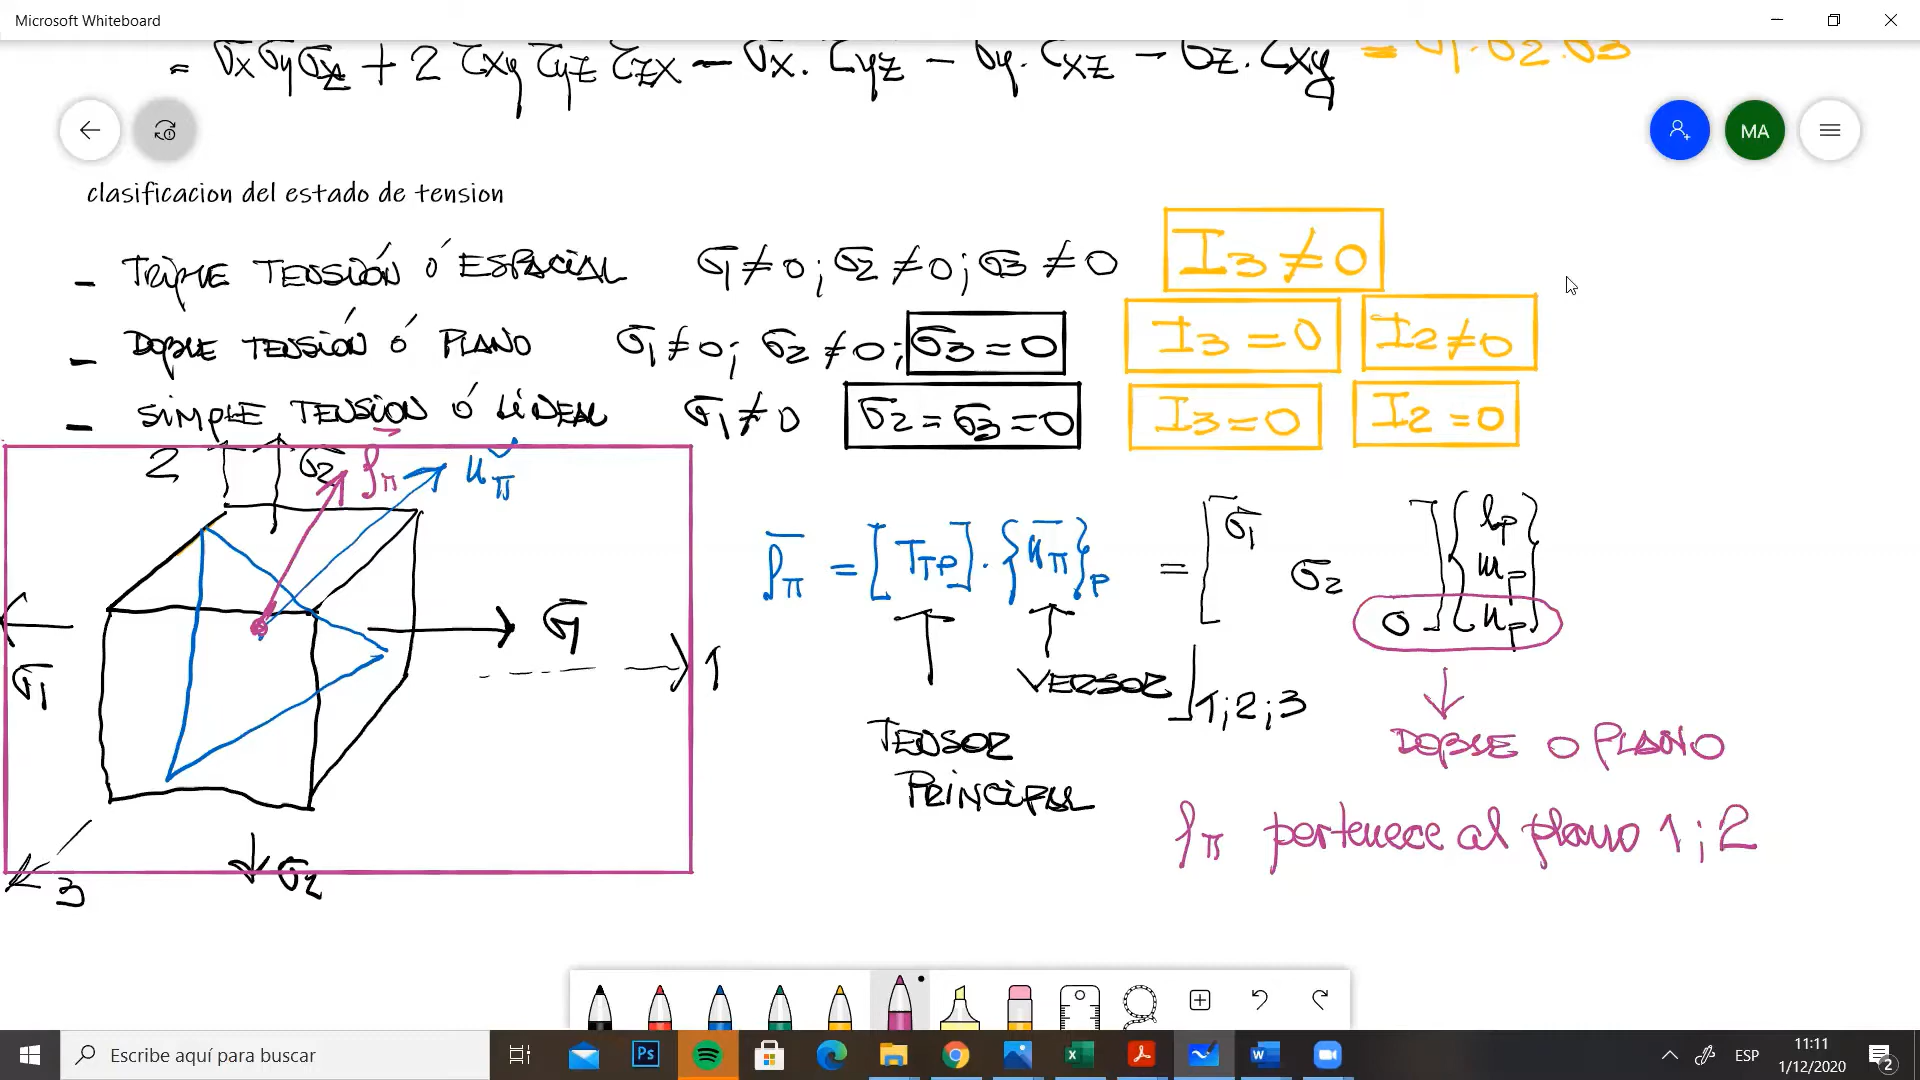 Microsoft Whiteboard
= σx σy σz + 2 τxy τyz τzx − σx . τyz − σy . τxz − σz . τxy = σ1 . σ2 . σ3
MA
clasificacion del estado de tension
- TRIPLE TENSIÓN Ó ESPACIAL σ1 ≠ 0 ; σ2 ≠ 0 ; σ3 ≠ 0 I3 ≠ 0
- DOBLE TENSIÓN Ó PLANO σ1 ≠ 0 ; σ2 ≠ 0 ; σ3 = 0 I3 = 0 I2 ≠ 0
- SIMPLE TENSIÓN Ó LINEAL σ1 ≠ 0 σ2 = σ3 = 0 I3 = 0 I2 = 0
2 σ2 ρπ uπ
ρπ = [TTP] . {uπ}p = [σ1 σ2 0] {lp mp np}
σ1
σ1
1
VERSOR 1;2;3
TENSOR
PRINCIPAL
DOBLE O PLANO
ρπ pertenece al plano 1;2
3
σ2
Escribe aquí para buscar
Ps
ESP
11:11
1/12/2020
2